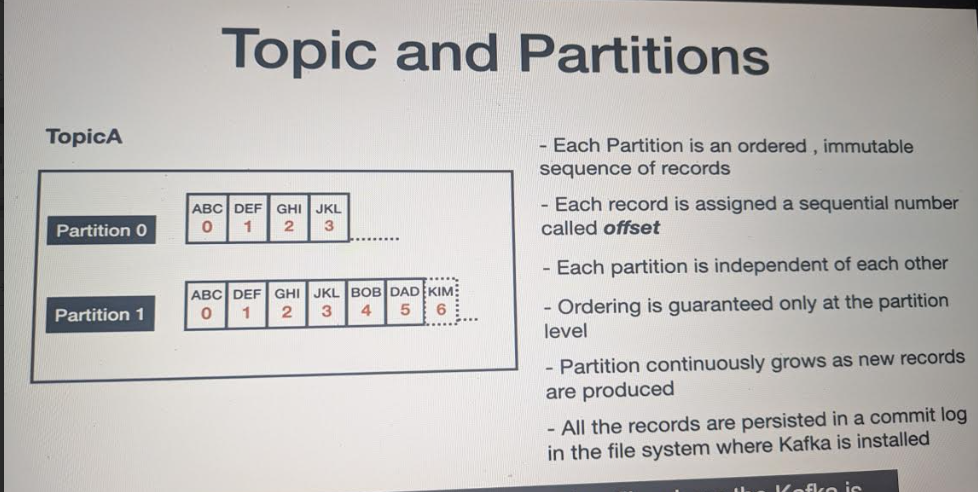 Topic and Partitions
TopicA
Partition 0
ABC DEF GHI JKL
0 1 2 3
Partition 1
ABC DEF GHI JKL BOB DAD KIM
0 1 2 3 4 5 6
- Each Partition is an ordered , immutable
sequence of records
- Each record is assigned a sequential number
called offset
- Each partition is independent of each other
- Ordering is guaranteed only at the partition
level
- Partition continuously grows as new records
are produced
- All the records are persisted in a commit log
in the file system where Kafka is installed
Kafka is